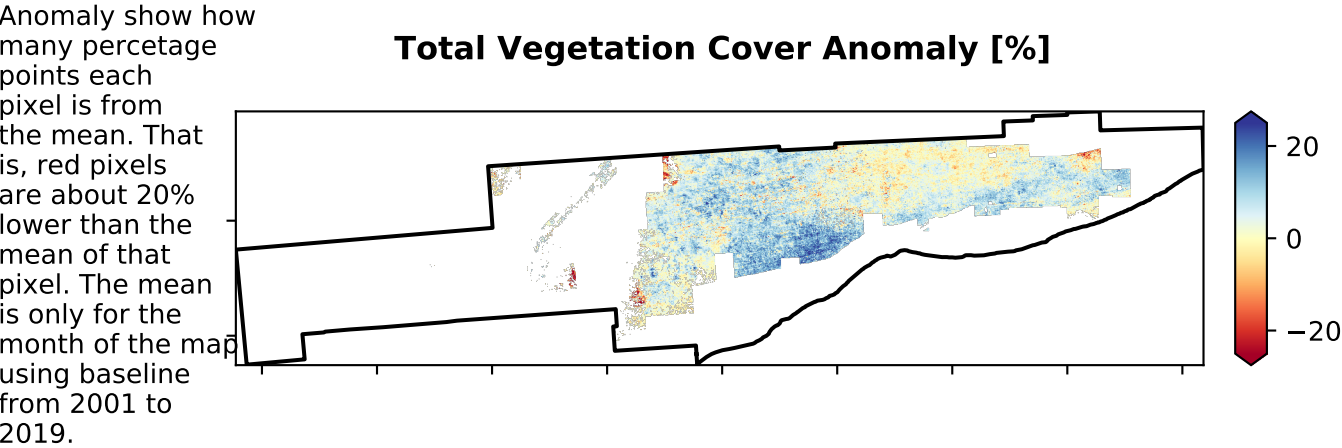 Anomaly show how
many percetage
points each
pixel is from
the mean. That
is, red pixels
are about 20%
lower than the
mean of that
pixel. The mean
is only for the
month of the map
using baseline
from 2001 to
2019.
Total Vegetation Cover Anomaly [%]
20
0
−20